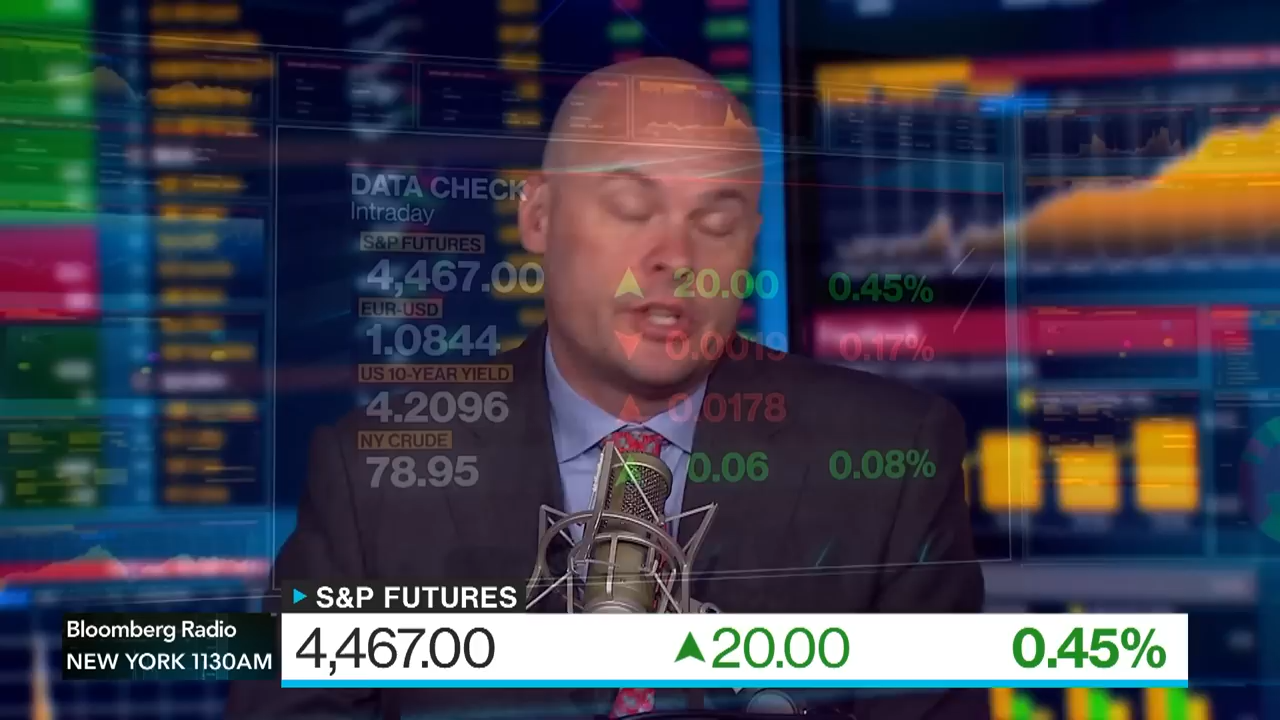 DATA CHECK
Intraday
S&P FUTURES
4,467.00 ▲ 20.00 0.45%
EUR-USD
1.0844 ▼ 0.0019 0.17%
US 10-YEAR YIELD
4.2096 ▲ 0.0178
NY CRUDE
78.95 0.06 0.08%
S&P FUTURES
Bloomberg Radio
NEW YORK 1130AM
4,467.00 ▲20.00 0.45%